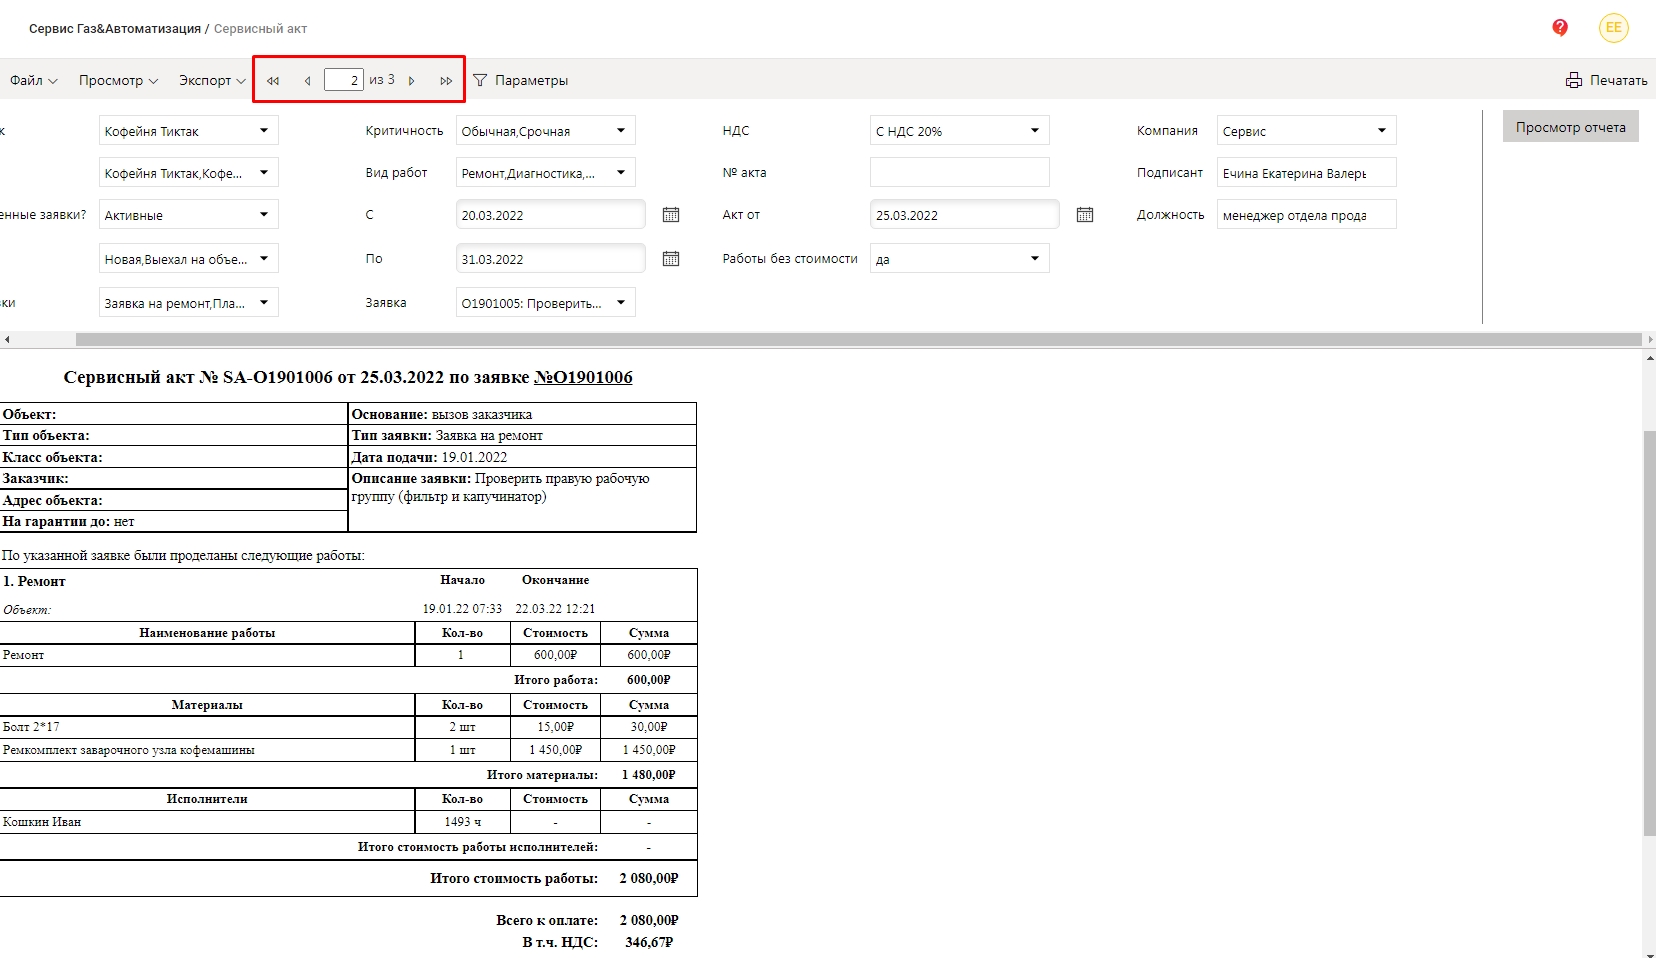 Сервис Газ&Автоматизация / Сервисный акт
EE
Файл Просмотр Экспорт 2 из 3 Параметры Печатать
к Кофейня Тиктак Критичность Обычная,Срочная НДС С НДС 20% Компания Сервис Просмотр отчета
Кофейня Тиктак,Кофе... Вид работ Ремонт,Диагностика,... № акта Подписант Ечина Екатерина Валерь
енные заявки? Активные С 20.03.2022 Акт от 25.03.2022 Должность менеджер отдела прода
Новая,Выехал на объе... По 31.03.2022 Работы без стоимости да
ки Заявка на ремонт,Пла... Заявка О1901005: Проверить...
Сервисный акт № SA-O1901006 от 25.03.2022 по заявке №О1901006
Объект: Основание: вызов заказчика
Тип объекта: Тип заявки: Заявка на ремонт
Класс объекта: Дата подачи: 19.01.2022
Заказчик: Описание заявки: Проверить правую рабочую
группу (фильтр и капучинатор)
Адрес объекта:
На гарантии до: нет
По указанной заявке были проделаны следующие работы:
1. Ремонт Начало Окончание
Объект: 19.01.22 07:33 22.03.22 12:21
Наименование работы Кол-во Стоимость Сумма
Ремонт 1 600,00₽ 600,00₽
Итого работа: 600,00₽
Материалы Кол-во Стоимость Сумма
Болт 2*17 2 шт 15,00₽ 30,00₽
Ремкомплект заварочного узла кофемашины 1 шт 1 450,00₽ 1 450,00₽
Итого материалы: 1 480,00₽
Исполнители Кол-во Стоимость Сумма
Кошкин Иван 1493 ч - -
Итого стоимость работы исполнителей: -
Итого стоимость работы: 2 080,00₽
Всего к оплате: 2 080,00₽
В т.ч. НДС: 346,67₽